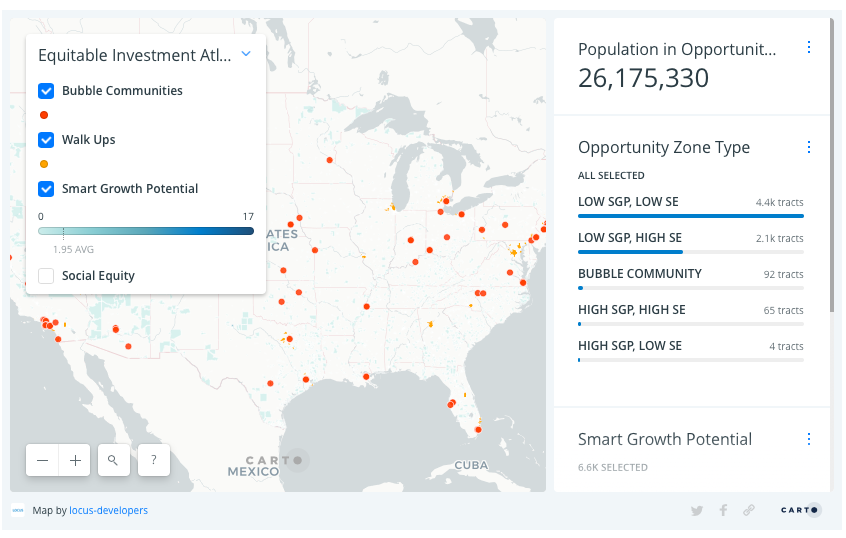 Equitable Investment Atl...
Bubble Communities
Walk Ups
Smart Growth Potential
0 17
1.95 AVG
Social Equity
ATES
ICA
MEXICO
CUBA
CARTO
?
Map by locus-developers
Population in Opportunit...
26,175,330
Opportunity Zone Type
ALL SELECTED
LOW SGP, LOW SE 4.4k tracts
LOW SGP, HIGH SE 2.1k tracts
BUBBLE COMMUNITY 92 tracts
HIGH SGP, HIGH SE 65 tracts
HIGH SGP, LOW SE 4 tracts
Smart Growth Potential
6.6K SELECTED
CARTO